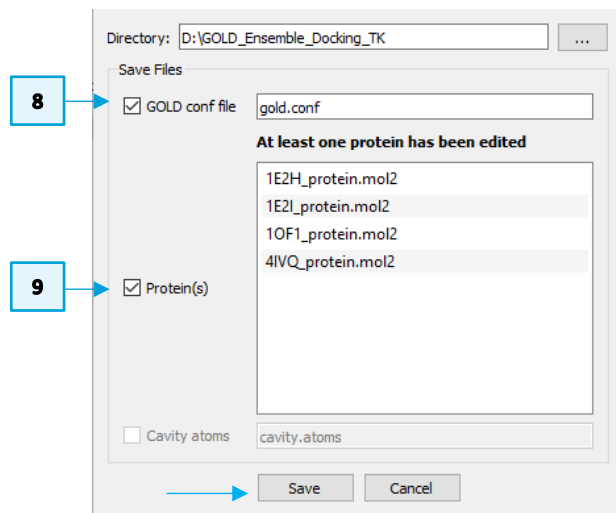 Directory: D:\GOLD_Ensemble_Docking_TK ...
Save Files
8 GOLD conf file gold.conf
At least one protein has been edited
1E2H_protein.mol2
1E2I_protein.mol2
1OF1_protein.mol2
4IVQ_protein.mol2
9 Protein(s)
Cavity atoms cavity.atoms
Save Cancel